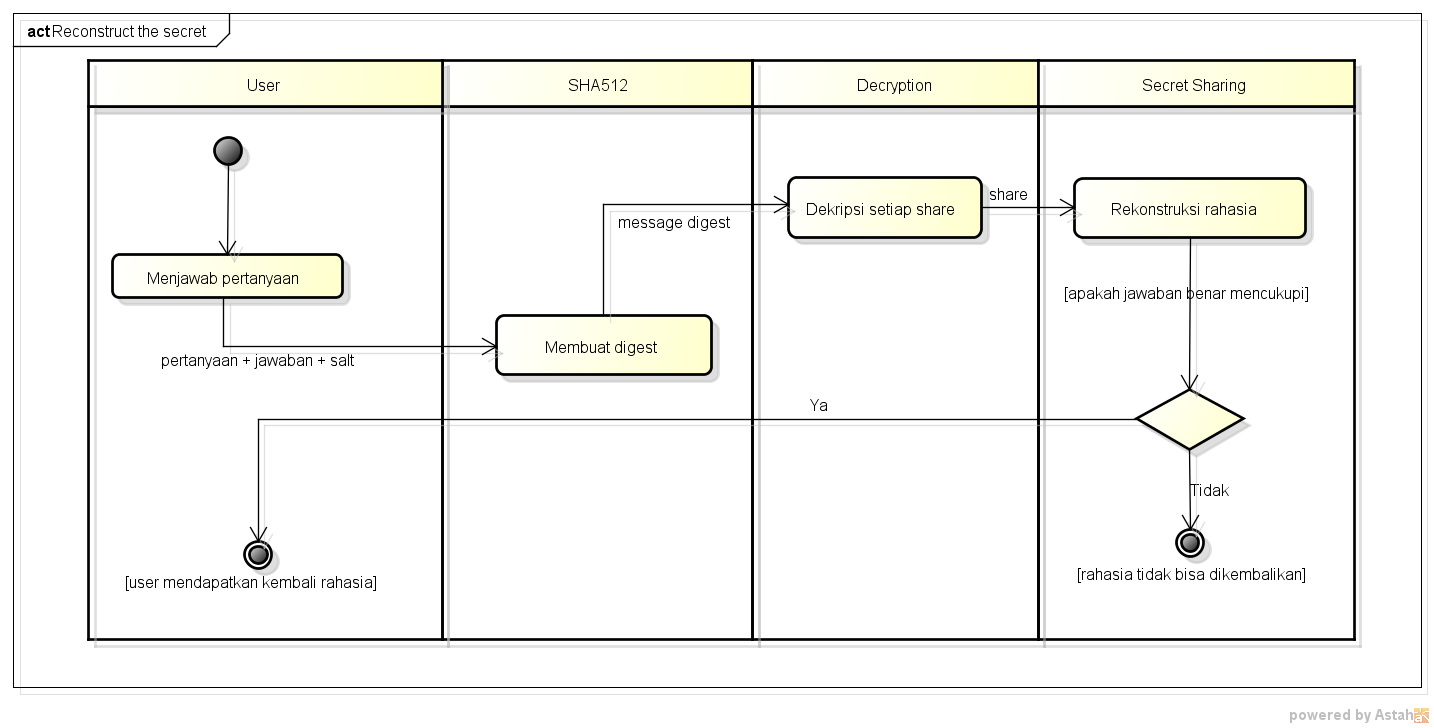 act Reconstruct the secret
User
SHA512
Decryption
Secret Sharing
Menjawab pertanyaan
pertanyaan + jawaban + salt
Membuat digest
message digest
Dekripsi setiap share
share
Rekonstruksi rahasia
[apakah jawaban benar mencukupi]
Ya
Tidak
[user mendapatkan kembali rahasia]
[rahasia tidak bisa dikembalikan]
powered by Astah